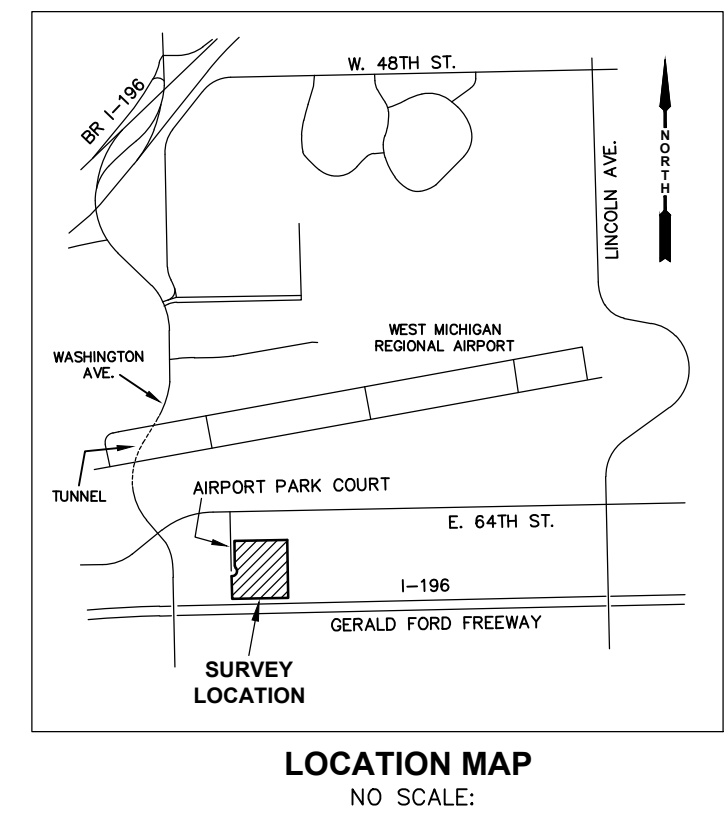 W. 48TH ST.
BR I-196
NORTH
LINCOLN AVE.
WEST MICHIGAN
REGIONAL AIRPORT
WASHINGTON
AVE.
TUNNEL
AIRPORT PARK COURT
E. 64TH ST.
I-196
GERALD FORD FREEWAY
SURVEY
LOCATION
LOCATION MAP
NO SCALE: